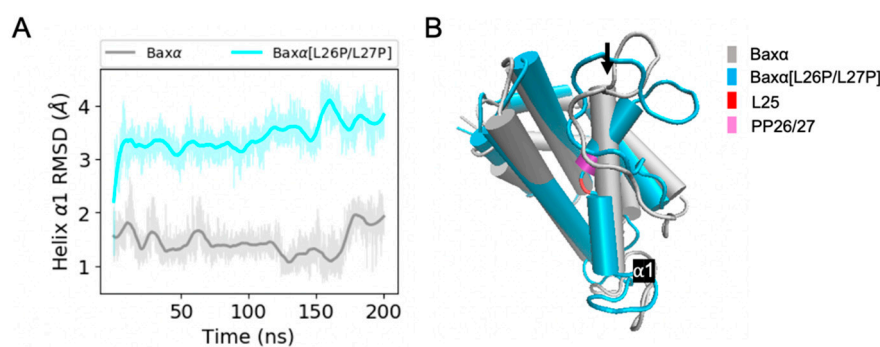 A
Baxα
Baxα[L26P/L27P]
Helix α1 RMSD (Å)
4
3
2
1
50
100
150
200
Time (ns)
B
α1
Baxα
Baxα[L26P/L27P]
L25
PP26/27